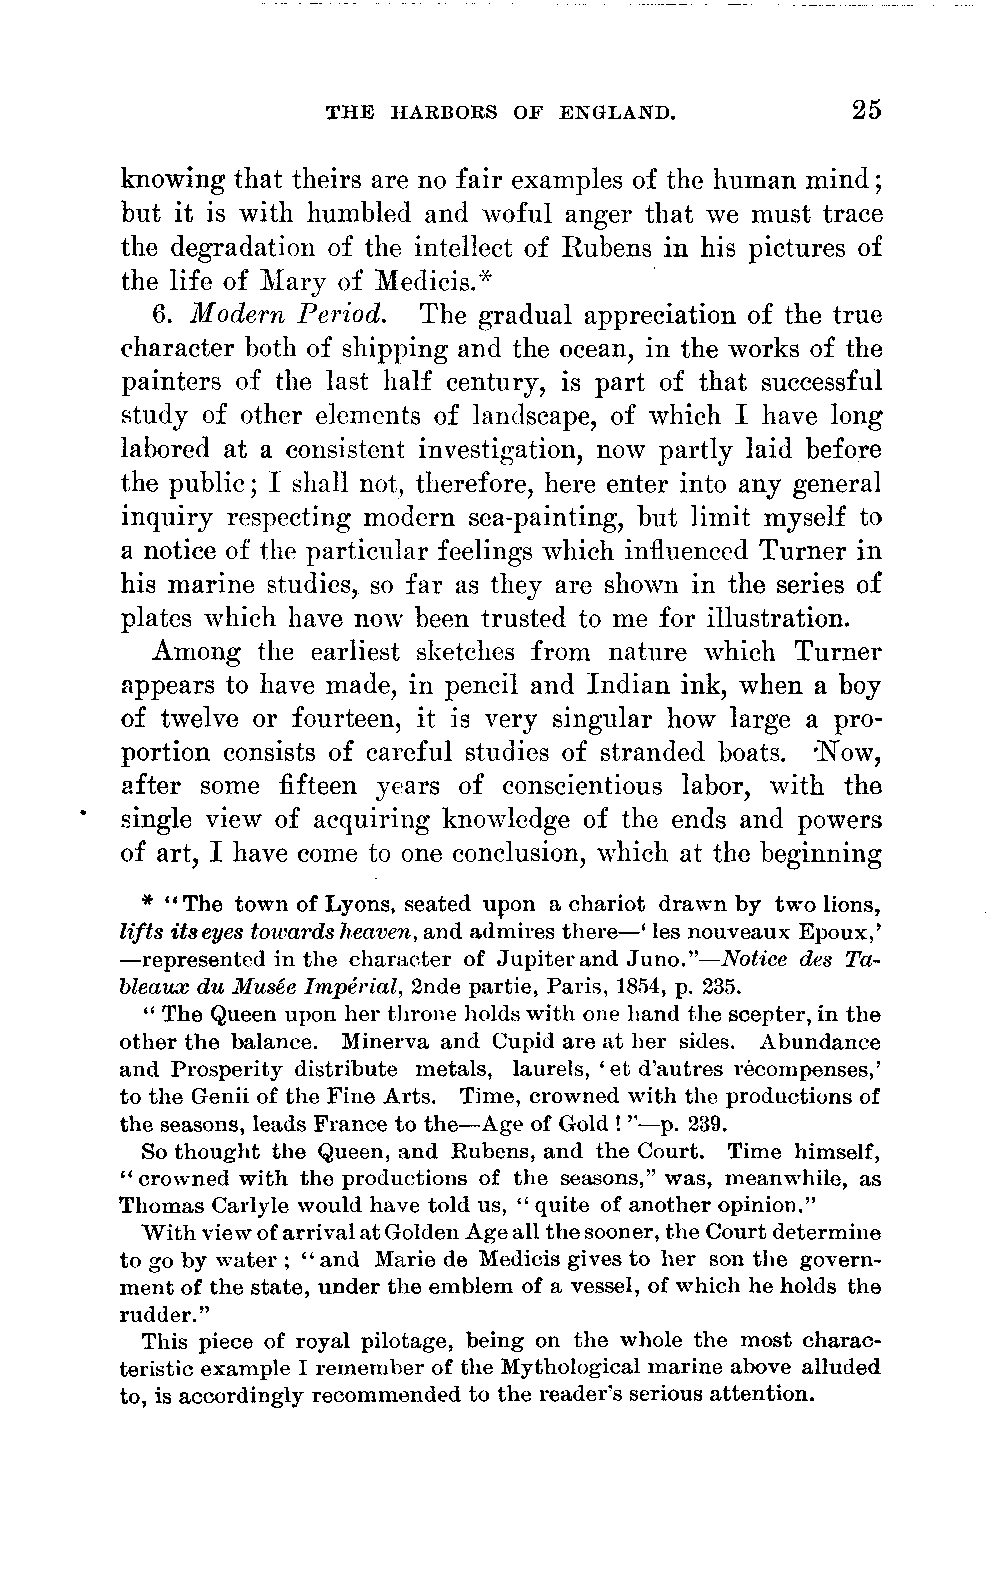 THE HARBORS OF ENGLAND. 25
knowing that theirs are no fair examples of the human mind;
but it is with humbled and woful anger that we must trace
the degradation of the intellect of Rubens in his pictures of
the life of Mary of Medicis.*
6. Modern Period. The gradual appreciation of the true
character both of shipping and the ocean, in the works of the
painters of the last half century, is part of that successful
study of other elements of landscape, of which I have long
labored at a consistent investigation, now partly laid before
the public; I shall not, therefore, here enter into any general
inquiry respecting modern sea-painting, but limit myself to
a notice of the particular feelings which influenced Turner in
his marine studies, so far as they are shown in the series of
plates which have now been trusted to me for illustration.
Among the earliest sketches from nature which Turner
appears to have made, in pencil and Indian ink, when a boy
of twelve or fourteen, it is very singular how large a pro-
portion consists of careful studies of stranded boats. Now,
after some fifteen years of conscientious labor, with the
single view of acquiring knowledge of the ends and powers
of art, I have come to one conclusion, which at the beginning
* "The town of Lyons, seated upon a chariot drawn by two lions,
lifts its eyes towards heaven, and admires there—' les nouveaux Epoux,'
—represented in the character of Jupiter and Juno."—Notice des Ta-
bleaux du Musée Impérial, 2nde partie, Paris, 1854, p. 235.
" The Queen upon her throne holds with one hand the scepter, in the
other the balance. Minerva and Cupid are at her sides. Abundance
and Prosperity distribute metals, laurels, ' et d'autres récompenses,'
to the Genii of the Fine Arts. Time, crowned with the productions of
the seasons, leads France to the—Age of Gold ! "—p. 239.
So thought the Queen, and Rubens, and the Court. Time himself,
" crowned with the productions of the seasons," was, meanwhile, as
Thomas Carlyle would have told us, " quite of another opinion."
With view of arrival at Golden Age all the sooner, the Court determine
to go by water ; " and Marie de Medicis gives to her son the govern-
ment of the state, under the emblem of a vessel, of which he holds the
rudder."
This piece of royal pilotage, being on the whole the most charac-
teristic example I remember of the Mythological marine above alluded
to, is accordingly recommended to the reader's serious attention.